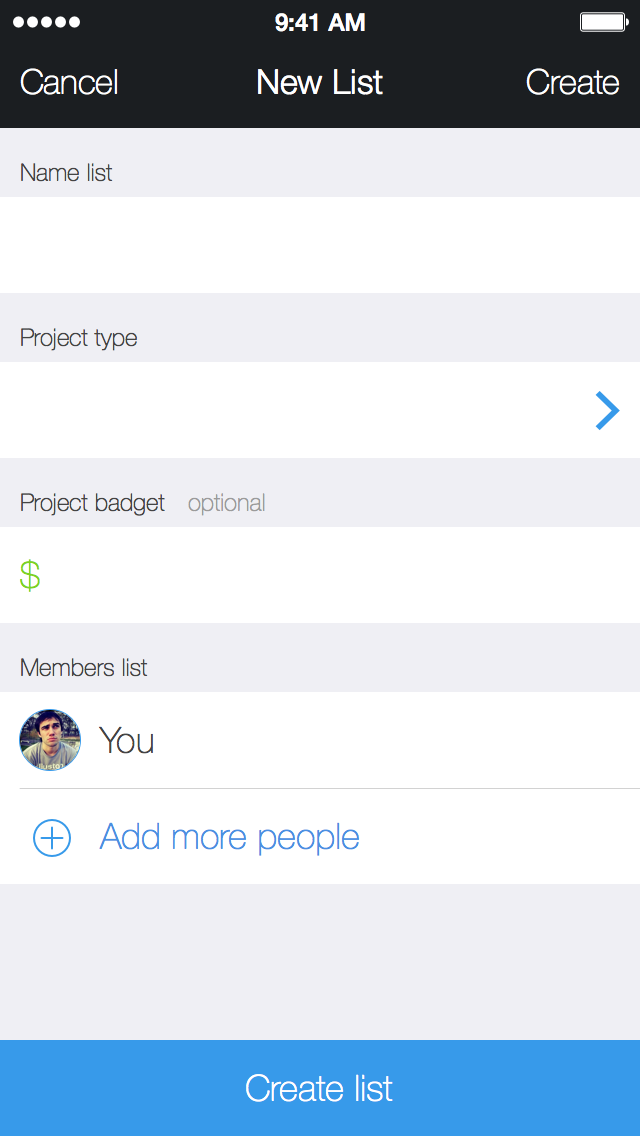 9:41 AM
Cancel New List Create
Name list
Project type
Project badget optional
$
Members list
You
Add more people
Create list